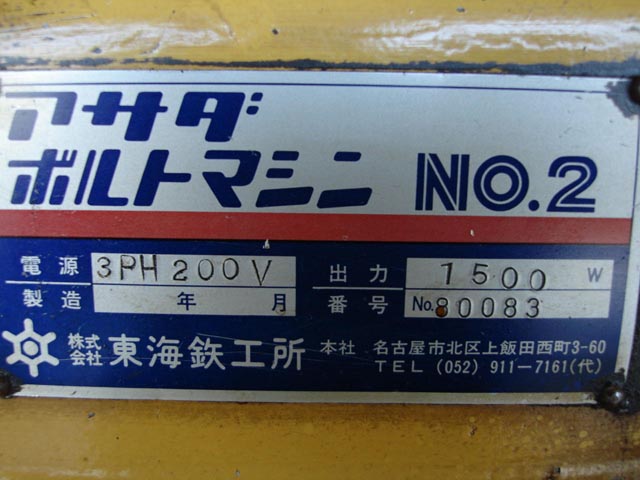 アサダ
ボルトマシン NO.2
電源 3PH 200V 出力 1500 W
製造 年 月 番号 No. 80083
株式会社 東海鉄工所 本社 名古屋市北区上飯田西町3-60
TEL (052) 911-7161(代)